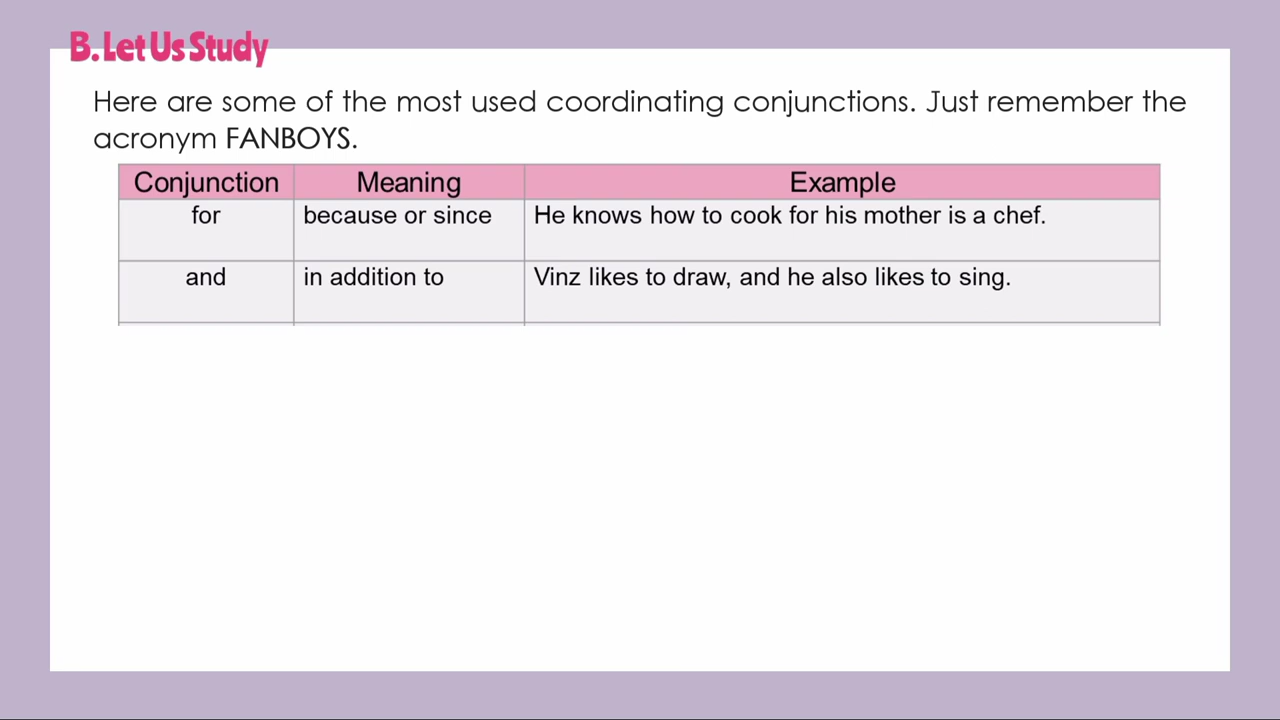 B. Let Us Study
Here are some of the most used coordinating conjunctions. Just remember the
acronym FANBOYS.
Conjunction Meaning Example
for because or since He knows how to cook for his mother is a chef.
and in addition to Vinz likes to draw, and he also likes to sing.